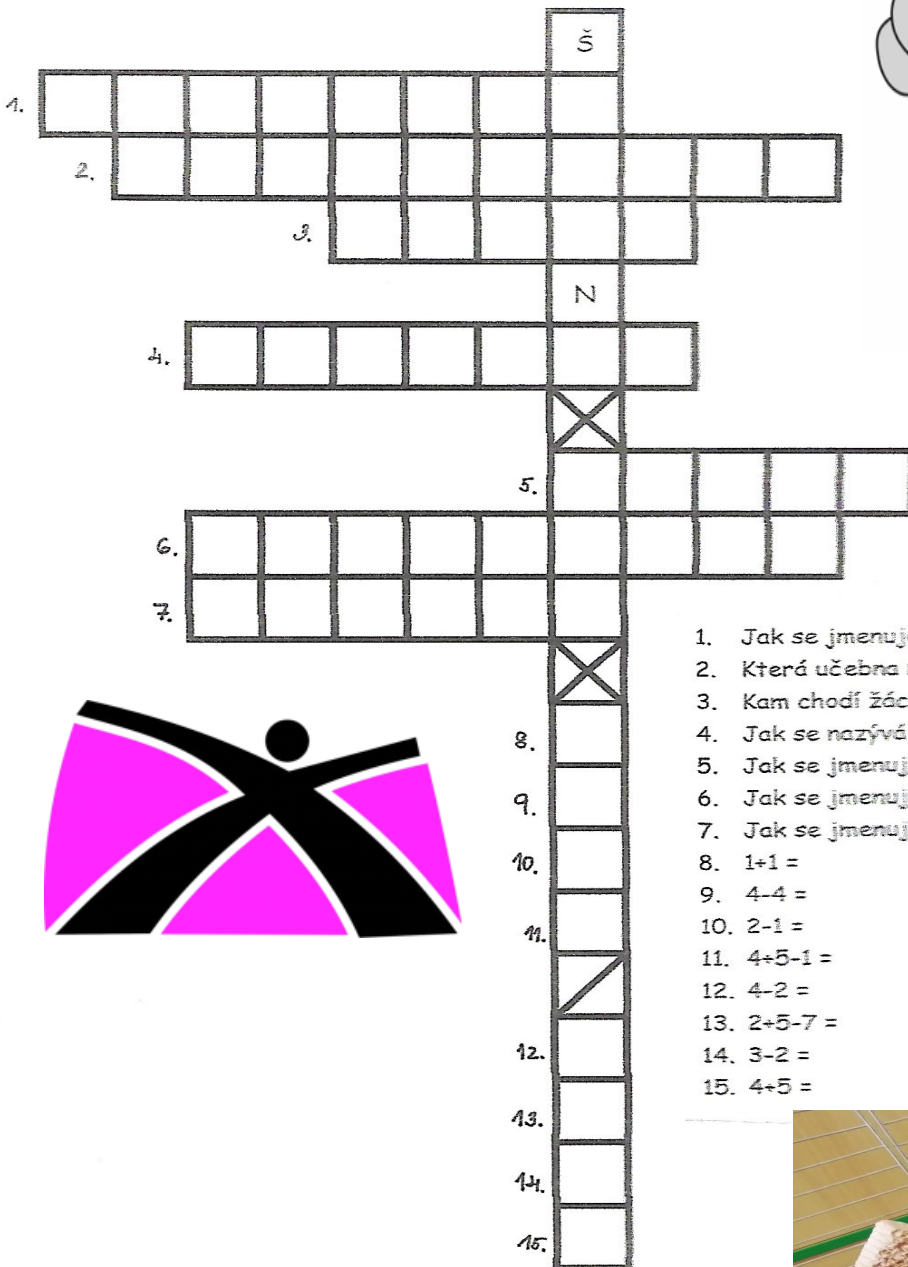 Š
1.
2.
3.
N
4.
5.
6.
7.
1. Jak se jmenuj
2. Která učebna
3. Kam chodí žác
4. Jak se nazývá
5. Jak se jmenuj
6. Jak se jmenuj
7. Jak se jmenuj
8.
9.
10.
11.
12.
13.
14.
15.
8. 1+1 =
9. 4-4 =
10. 2-1 =
11. 4+5-1 =
12. 4-2 =
13. 2+5-7 =
14. 3-2 =
15. 4+5 =